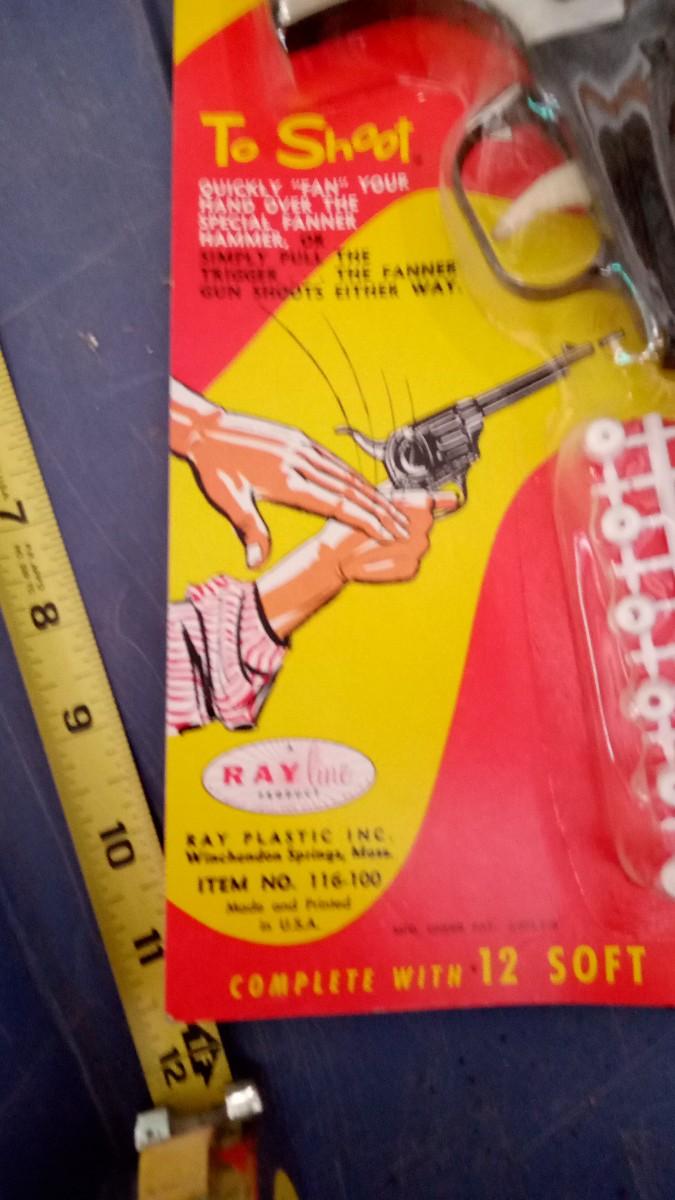 To Shoot
QUICKLY "FAN" YOUR
HAND OVER THE
SPECIAL FANNER
HAMMER, OR
SIMPLY PULL THE
TRIGGER ... THE FANNER
GUN SHOOTS EITHER WAY.
7
8
9
10
11
12
RAY line
PRODUCT
RAY PLASTIC INC.
Winchendon Springs, Mass.
ITEM NO. 116-100
Made and Printed
in U.S.A.
COMPLETE WITH 12 SOFT